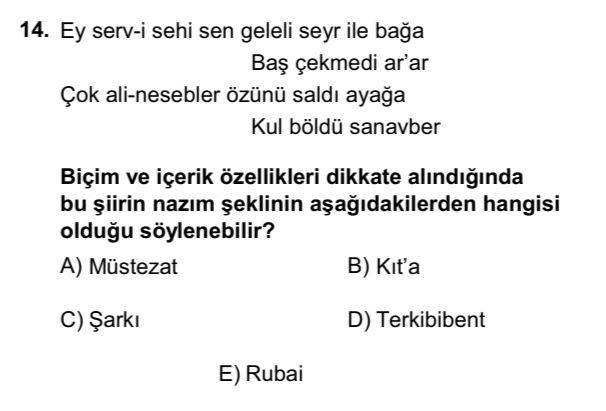 14. Ey serv-i sehi sen geleli seyr ile bağa
Baş çekmedi ar'ar
Çok ali-nesebler özünü saldı ayağa
Kul böldü sanavber
Biçim ve içerik özellikleri dikkate alındığında
bu şiirin nazım şeklinin aşağıdakilerden hangisi
olduğu söylenebilir?
A) Müstezat B) Kıt'a
C) Şarkı D) Terkibibent
E) Rubai